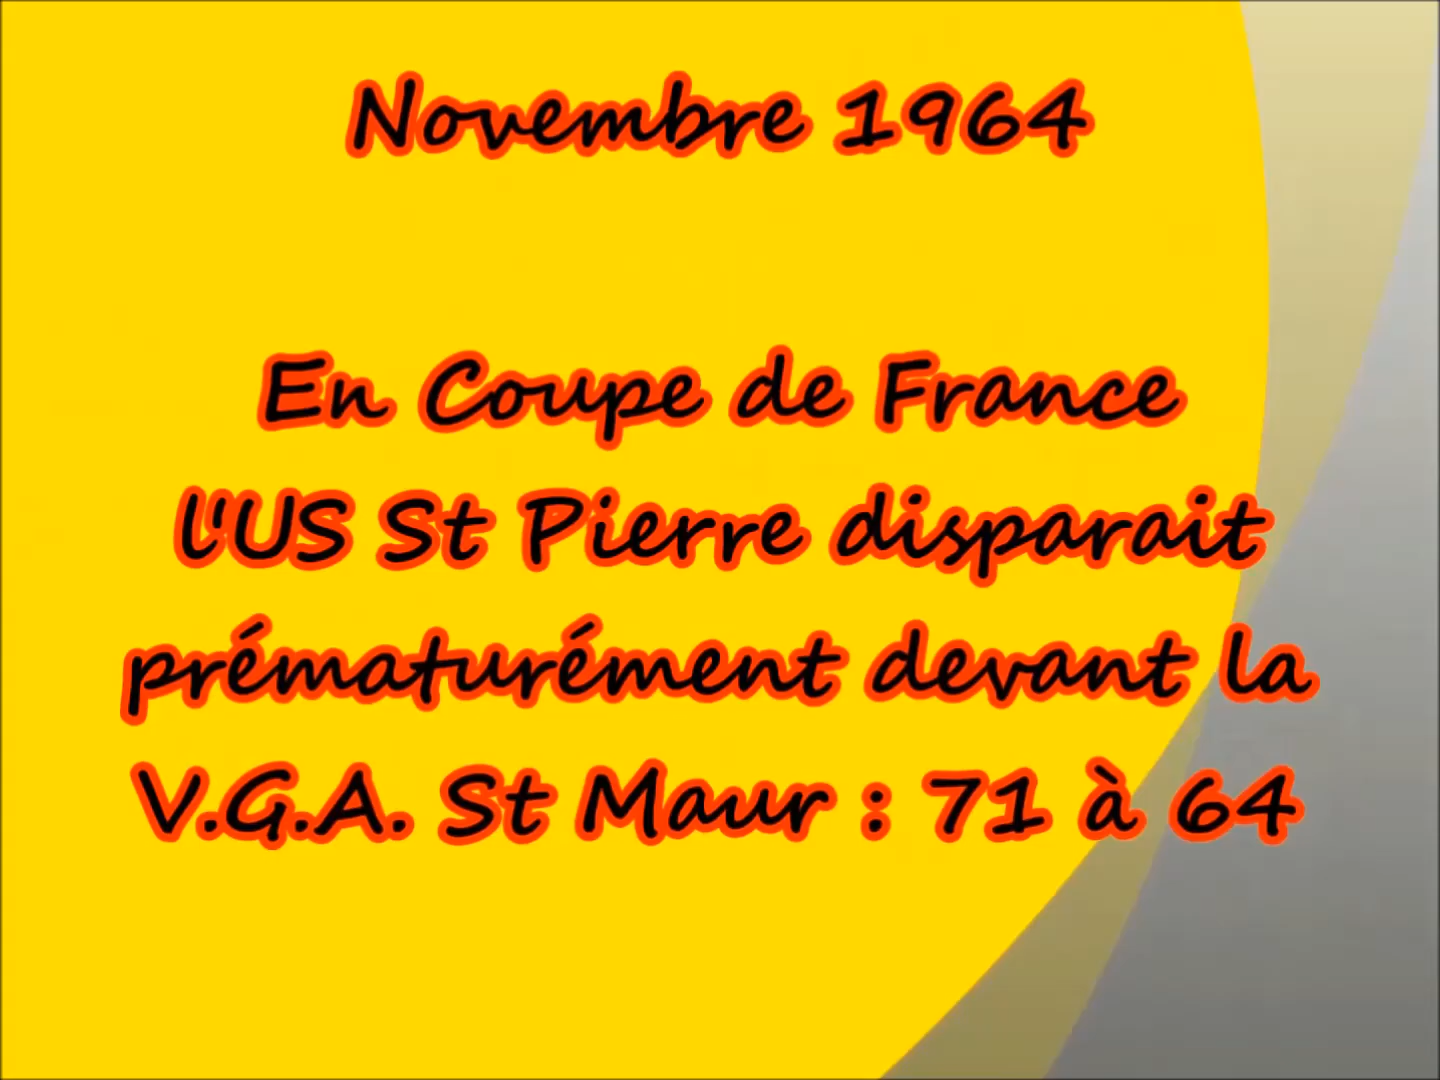 Novembre 1964
En Coupe de France
l'US St Pierre disparait
prématurément devant la
V.G.A. St Maur : 71 à 64